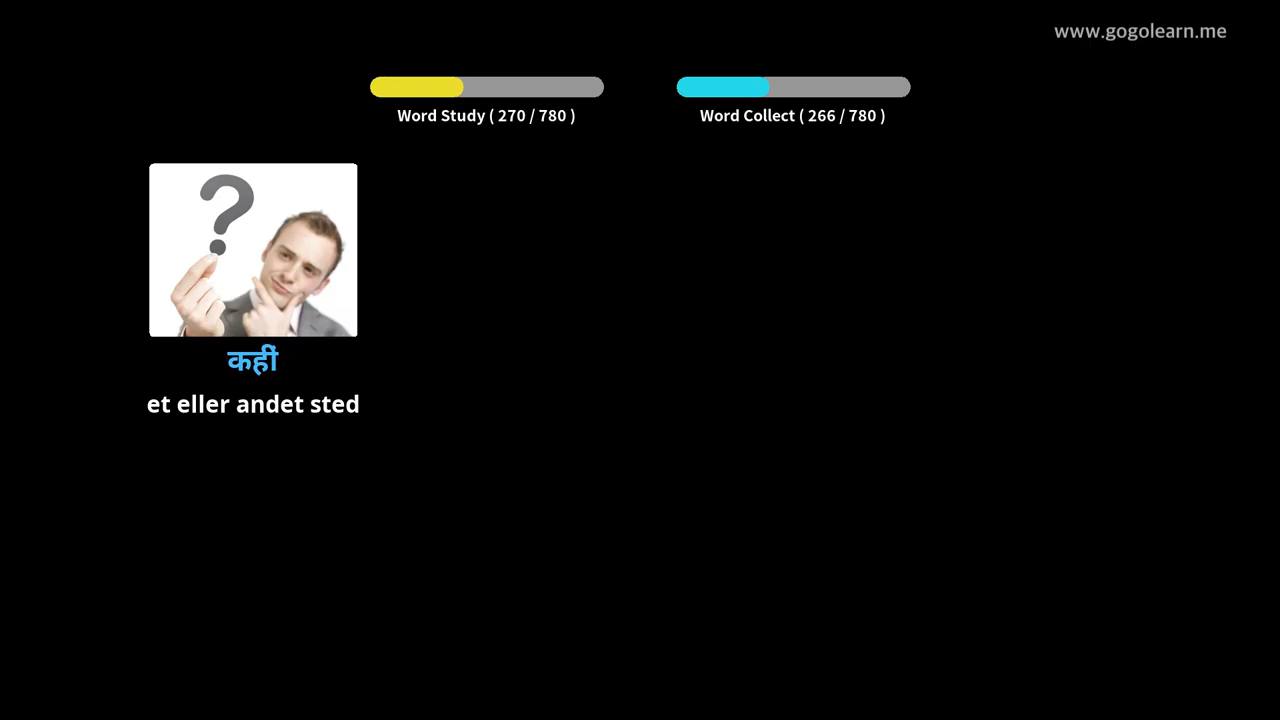 www.gogolearn.me
Word Study ( 270 / 780 )
Word Collect ( 266 / 780 )
कहीं
et eller andet sted